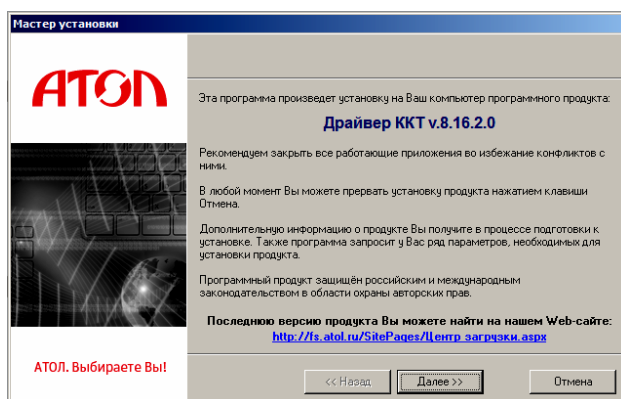 Мастер установки
АТОЛ
Эта программа произведет установку на Ваш компьютер программного продукта:
Драйвер ККТ v.8.16.2.0
Рекомендуем закрыть все работающие приложения во избежание конфликтов с
ними.
В любой момент Вы можете прервать установку продукта нажатием клавиши
Отмена.
Дополнительную информацию о продукте Вы получите в процессе подготовки к
установке. Также программа запросит у Вас ряд параметров, необходимых для
установки продукта.
Программный продукт защищён российским и международным
законодательством в области охраны авторских прав.
Последнюю версию продукта Вы можете найти на нашем Web-сайте:
http://fs.atol.ru/SitePages/Центр загрузки.aspx
АТОЛ. Выбираете Вы!
<< Назад Далее >> Отмена